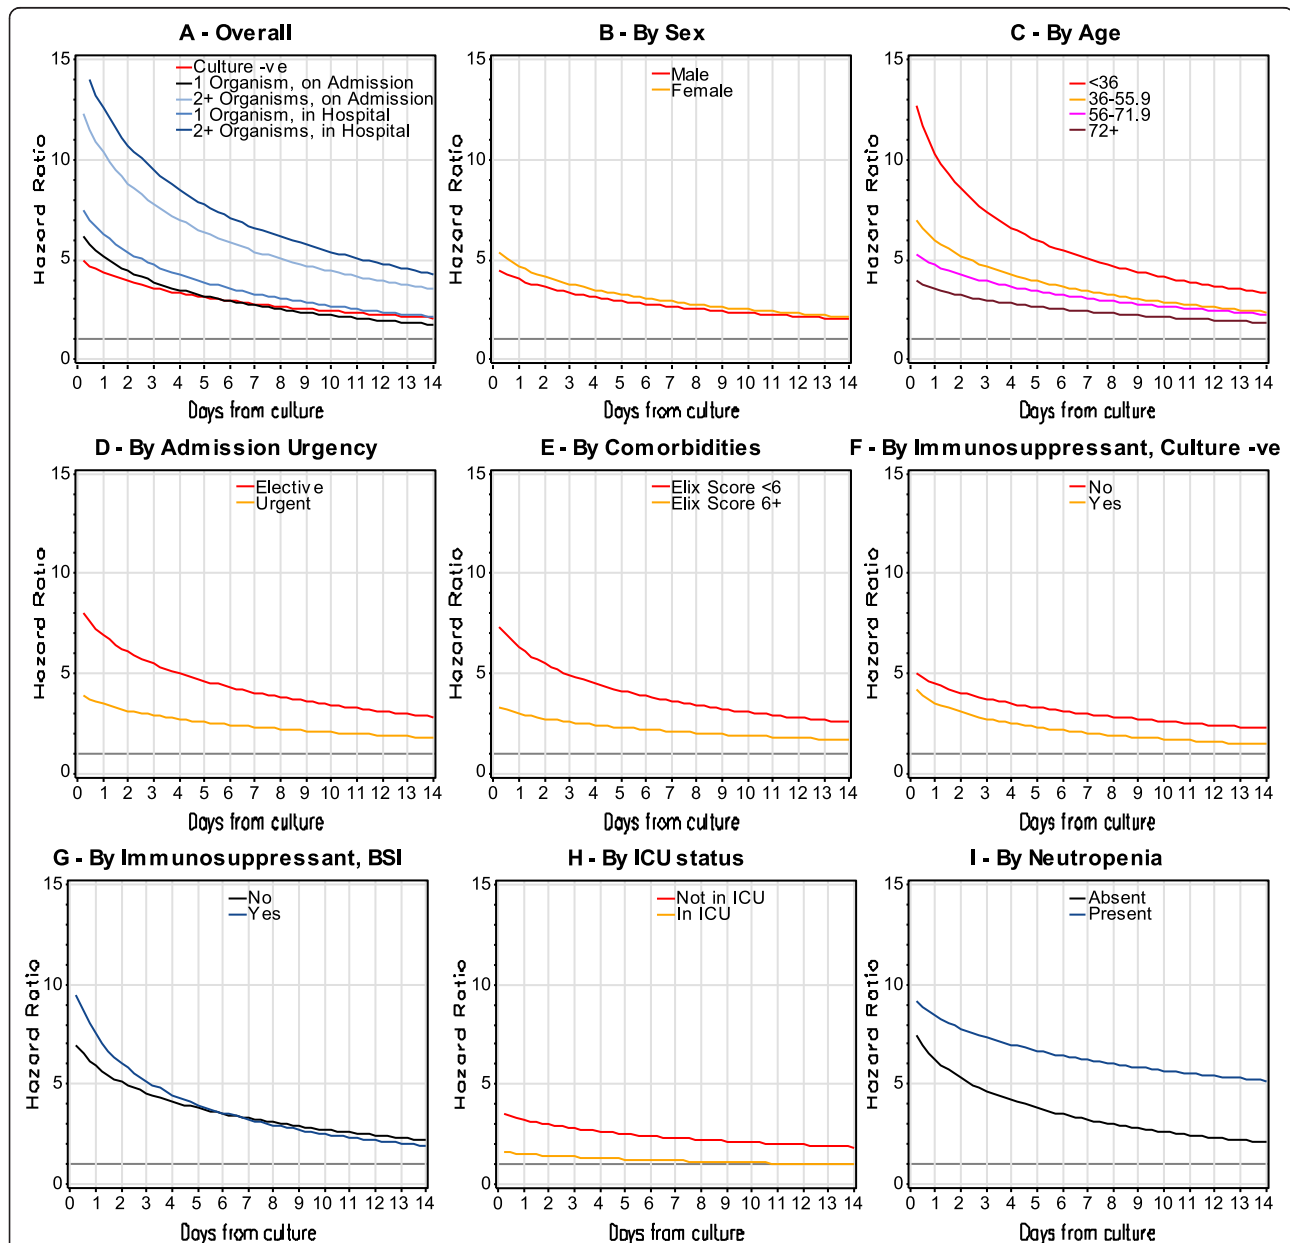 A - Overall
B - By Sex
C - By Age
15
10
5
0
Hazard Ratio
Culture -ve
1 Organism, on Admission
2+ Organisms, on Admission
1 Organism, in Hospital
2+ Organisms, in Hospital
0 1 2 3 4 5 6 7 8 9 10 11 12 13 14
Days from culture
15
10
5
0
Hazard Ratio
Male
Female
0 1 2 3 4 5 6 7 8 9 10 11 12 13 14
Days from culture
15
10
5
0
Hazard Ratio
<36
36-55.9
56-71.9
72+
0 1 2 3 4 5 6 7 8 9 10 11 12 13 14
Days from culture
D - By Admission Urgency
E - By Comorbidities
F - By Immunosuppressant, Culture -ve
15
10
5
0
Hazard Ratio
Elective
Urgent
0 1 2 3 4 5 6 7 8 9 10 11 12 13 14
Days from culture
15
10
5
0
Hazard Ratio
Elix Score <6
Elix Score 6+
0 1 2 3 4 5 6 7 8 9 10 11 12 13 14
Days from culture
15
10
5
0
Hazard Ratio
No
Yes
0 1 2 3 4 5 6 7 8 9 10 11 12 13 14
Days from culture
G - By Immunosuppressant, BSI
H - By ICU status
I - By Neutropenia
15
10
5
0
Hazard Ratio
No
Yes
0 1 2 3 4 5 6 7 8 9 10 11 12 13 14
Days from culture
15
10
5
0
Hazard Ratio
Not in ICU
In ICU
0 1 2 3 4 5 6 7 8 9 10 11 12 13 14
Days from culture
15
10
5
0
Hazard Ratio
Absent
Present
0 1 2 3 4 5 6 7 8 9 10 11 12 13 14
Days from culture